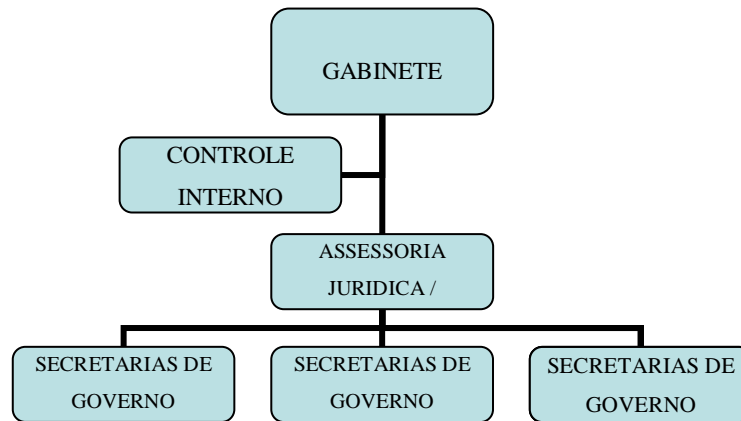 GABINETE
CONTROLE
INTERNO
ASSESSORIA
JURIDICA /
SECRETARIAS DE
GOVERNO
SECRETARIAS DE
GOVERNO
SECRETARIAS DE
GOVERNO